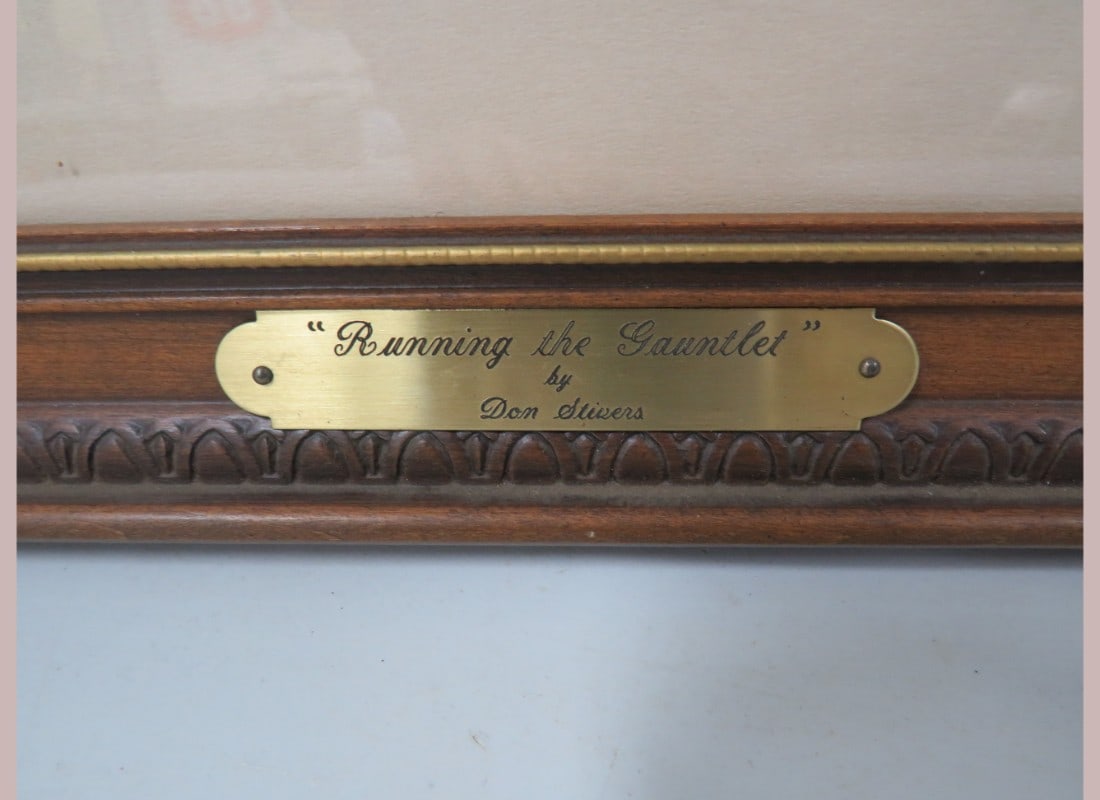 “Running the Gauntlet”
by
Don Stivers